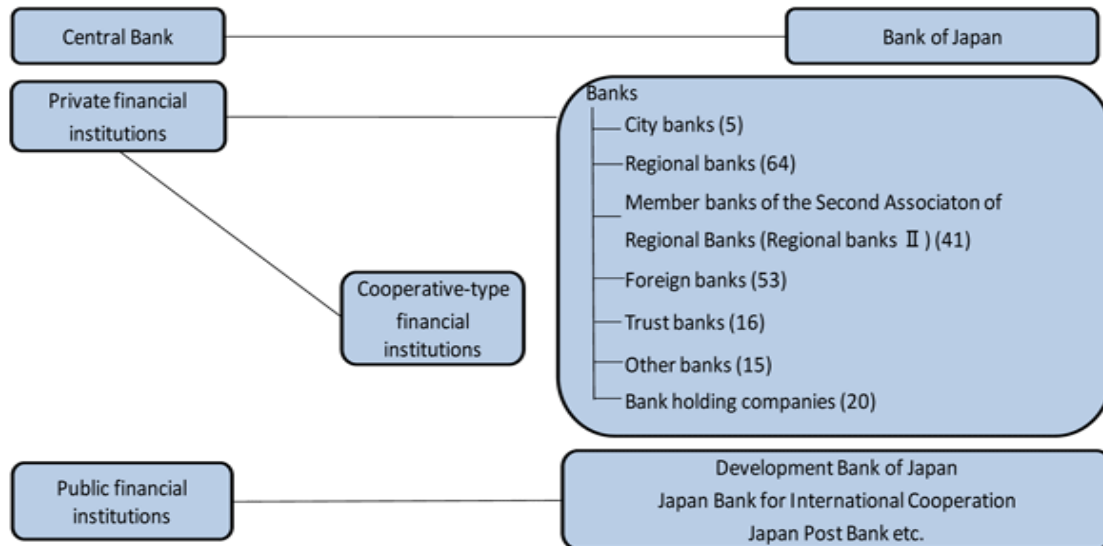 Central Bank
Bank of Japan
Private financial
institutions
Banks
City banks (5)
Regional banks (64)
Member banks of the Second Associaton of
Regional Banks (Regional banks Ⅱ) (41)
Foreign banks (53)
Trust banks (16)
Other banks (15)
Bank holding companies (20)
Cooperative-type
financial
institutions
Public financial
institutions
Development Bank of Japan
Japan Bank for International Cooperation
Japan Post Bank etc.